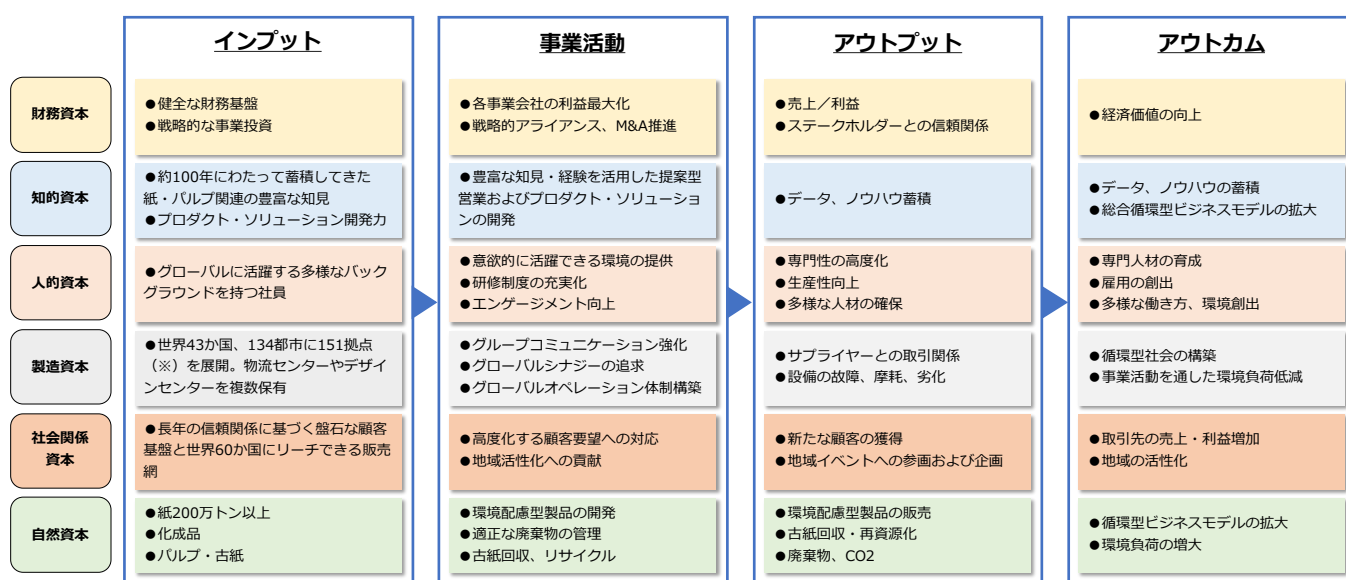 インプット
事業活動
アウトプット
アウトカム
財務資本
●健全な財務基盤
●戦略的な事業投資
●各事業会社の利益最大化
●戦略的アライアンス、M&A推進
●売上／利益
●ステークホルダーとの信頼関係
●経済価値の向上
知的資本
●約100年にわたって蓄積してきた
紙・パルプ関連の豊富な知見
●プロダクト・ソリューション開発力
●豊富な知見・経験を活用した提案型
営業およびプロダクト・ソリューショ
ンの開発
●データ、ノウハウ蓄積
●データ、ノウハウの蓄積
●総合循環型ビジネスモデルの拡大
人的資本
●グローバルに活躍する多様なバック
グラウンドを持つ社員
●意欲的に活躍できる環境の提供
●研修制度の充実化
●エンゲージメント向上
●専門性の高度化
●生産性向上
●多様な人材の確保
●専門人材の育成
●雇用の創出
●多様な働き方、環境創出
製造資本
●世界43か国、134都市に151拠点
（※）を展開。物流センターやデザイ
ンセンターを複数保有
●グループコミュニケーション強化
●グローバルシナジーの追求
●グローバルオペレーション体制構築
●サプライヤーとの取引関係
●設備の故障、摩耗、劣化
●循環型社会の構築
●事業活動を通した環境負荷低減
社会関係
資本
●長年の信頼関係に基づく盤石な顧客
基盤と世界60か国にリーチできる販売
網
●高度化する顧客要望への対応
●地域活性化への貢献
●新たな顧客の獲得
●地域イベントへの参画および企画
●取引先の売上・利益増加
●地域の活性化
自然資本
●紙200万トン以上
●化成品
●パルプ・古紙
●環境配慮型製品の開発
●適正な廃棄物の管理
●古紙回収、リサイクル
●環境配慮型製品の販売
●古紙回収・再資源化
●廃棄物、CO2
●循環型ビジネスモデルの拡大
●環境負荷の増大